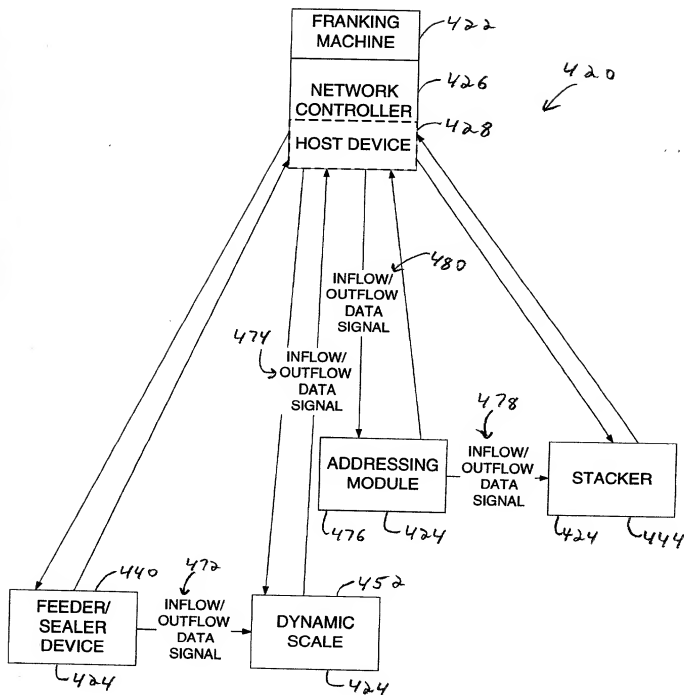 FRANKING
MACHINE
422
NETWORK
CONTROLLER
426
420
HOST DEVICE
428
480
INFLOW/
OUTFLOW
DATA
SIGNAL
474
INFLOW/
OUTFLOW
DATA
SIGNAL
478
ADDRESSING
MODULE
INFLOW/
OUTFLOW
DATA
SIGNAL
STACKER
476
424
424
444
440
472
452
FEEDER/
SEALER
DEVICE
INFLOW/
OUTFLOW
DATA
SIGNAL
DYNAMIC
SCALE
424
424